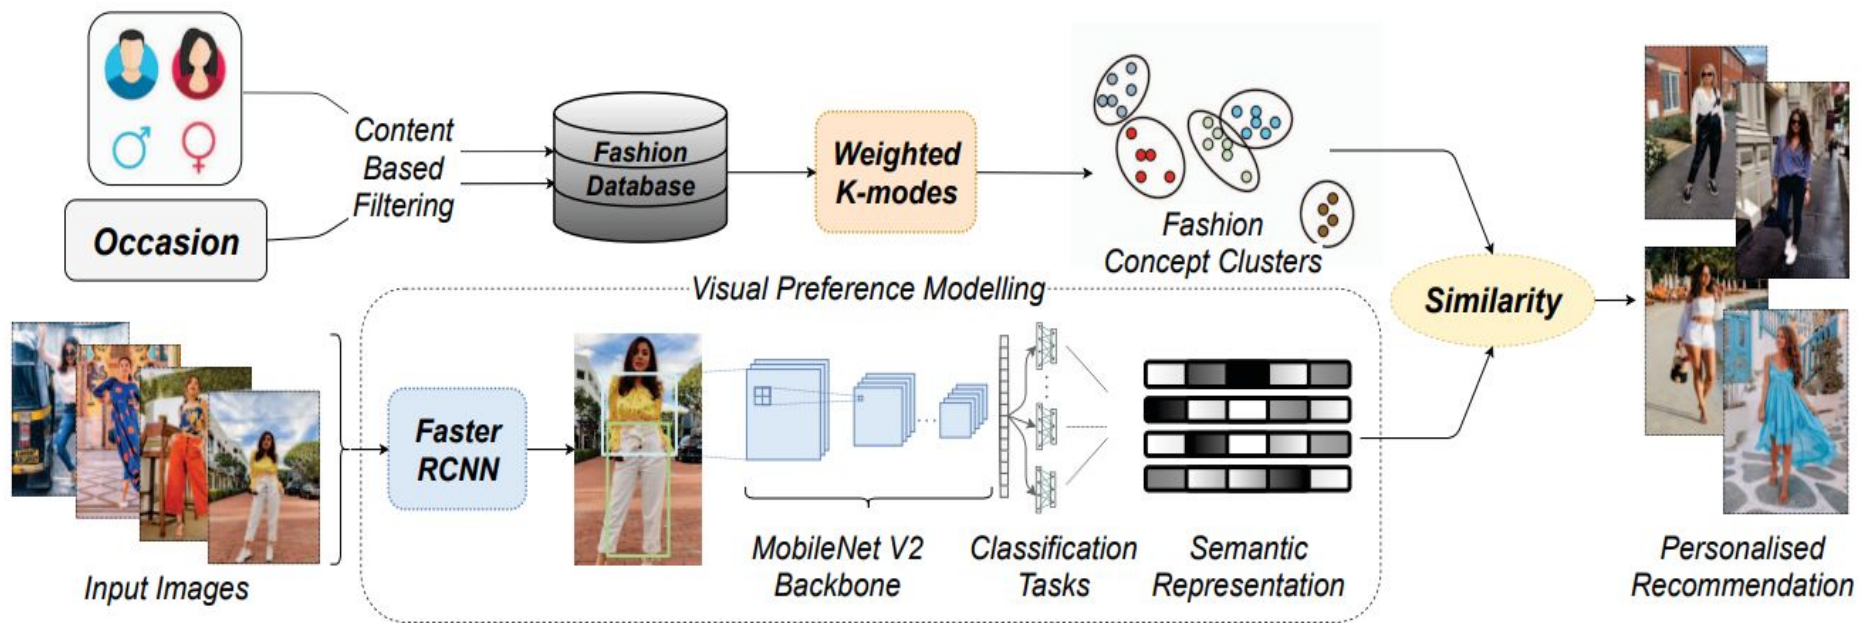 Content
Based
Filtering
Occasion
Fashion
Database
Weighted
K-modes
Fashion
Concept Clusters
Similarity
Visual Preference Modelling
Input Images
Faster
RCNN
MobileNet V2
Backbone
Classification
Tasks
Semantic
Representation
Personalised
Recommendation